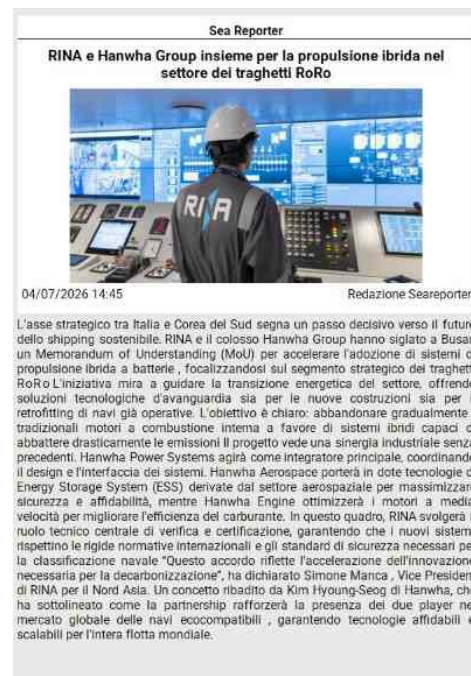 Sea Reporter
RINA e Hanwha Group insieme per la propulsione ibrida nel
settore dei traghetti RoRo
RINA
04/07/2026 14:45
Redazione Seareporter
L'asse strategico tra Italia e Corea del Sud segna un passo decisivo verso il futuro
dello shipping sostenibile. RINA e il colosso Hanwha Group hanno siglato a Busan
un Memorandum of Understanding (MoU) per accelerare l'adozione di sistemi d
propulsione ibrida a batterie , focalizzandosi sul segmento strategico dei traghett
RoRo L'iniziativa mira a guidare la transizione energetica del settore, offrendo
soluzioni tecnologiche d'avanguardia sia per le nuove costruzioni sia per i
retrofitting di navi già operative. L'obiettivo è chiaro: abbandonare gradualmente
tradizionali motori a combustione interna a favore di sistemi ibridi capaci d
abbattere drasticamente le emissioni Il progetto vede una sinergia industriale senza
precedenti. Hanwha Power Systems agirà come integratore principale, coordinando
il design e l'interfaccia dei sistemi. Hanwha Aerospace porterà in dote tecnologie d
Energy Storage System (ESS) derivate dal settore aerospaziale per massimizzare
sicurezza e affidabilità, mentre Hanwha Engine ottimizzerà i motori a media
velocità per migliorare l'efficienza del carburante. In questo quadro, RINA svolgerà i
ruolo tecnico centrale di verifica e certificazione, garantendo che i nuovi sistem
rispettino le rigide normative internazionali e gli standard di sicurezza necessari pe
la classificazione navale "Questo accordo riflette l'accelerazione dell'innovazione
necessaria per la decarbonizzazione", ha dichiarato Simone Manca , Vice Presiden
di RINA per il Nord Asia. Un concetto ribadito da Kim Hyoung-Seog di Hanwha, che
ha sottolineato come la partnership rafforzerà la presenza dei due player ne
mercato globale delle navi ecocompatibili , garantendo tecnologie affidabili e
scalabili per l'intera flotta mondiale.